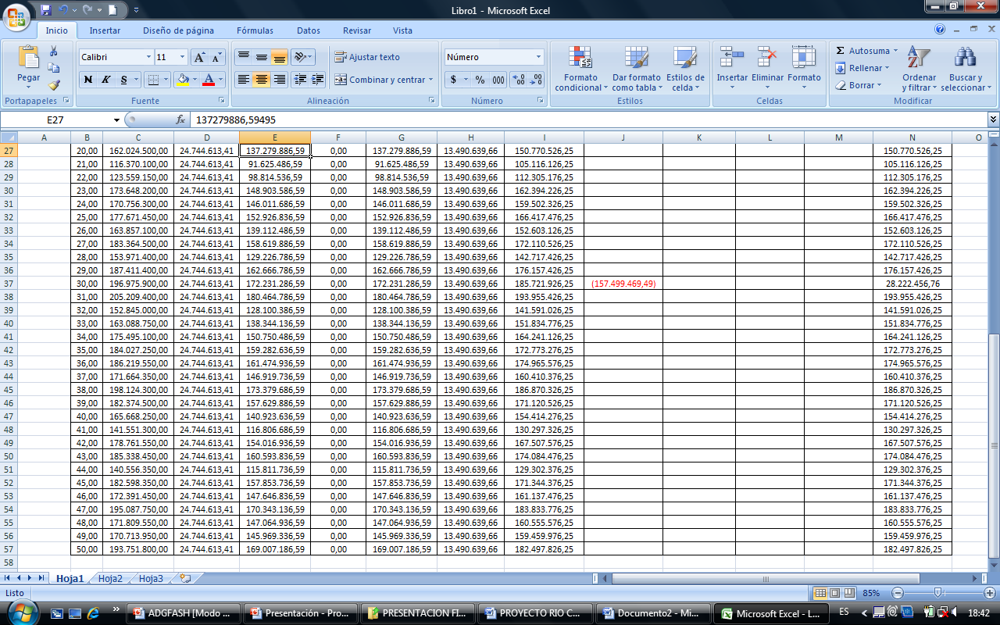 Libro1 - Microsoft Excel
Inicio Insertar Diseño de página Fórmulas Datos Revisar Vista
Pegar
Portapapeles
Calibri 11
N K S
Fuente
Ajustar texto
Combinar y centrar
Alineación
Número
$ % 000
Número
Formato condicional
Dar formato como tabla
Estilos de celda
Estilos
Insertar Eliminar Formato
Celdas
Autosuma
Rellenar
Borrar
Ordenar y filtrar
Buscar y seleccionar
Modificar
E27 fx 137279886,59495
A B C D E F G H I J K L M N O
27 20,00 162.024.500,00 24.744.613,41 137.279.886,59 0,00 137.279.886,59 13.490.639,66 150.770.526,25 150.770.526,25
28 21,00 116.370.100,00 24.744.613,41 91.625.486,59 0,00 91.625.486,59 13.490.639,66 105.116.126,25 105.116.126,25
29 22,00 123.559.150,00 24.744.613,41 98.814.536,59 0,00 98.814.536,59 13.490.639,66 112.305.176,25 112.305.176,25
30 23,00 173.648.200,00 24.744.613,41 148.903.586,59 0,00 148.903.586,59 13.490.639,66 162.394.226,25 162.394.226,25
31 24,00 170.756.300,00 24.744.613,41 146.011.686,59 0,00 146.011.686,59 13.490.639,66 159.502.326,25 159.502.326,25
32 25,00 177.671.450,00 24.744.613,41 152.926.836,59 0,00 152.926.836,59 13.490.639,66 166.417.476,25 166.417.476,25
33 26,00 163.857.100,00 24.744.613,41 139.112.486,59 0,00 139.112.486,59 13.490.639,66 152.603.126,25 152.603.126,25
34 27,00 183.364.500,00 24.744.613,41 158.619.886,59 0,00 158.619.886,59 13.490.639,66 172.110.526,25 172.110.526,25
35 28,00 153.971.400,00 24.744.613,41 129.226.786,59 0,00 129.226.786,59 13.490.639,66 142.717.426,25 142.717.426,25
36 29,00 187.411.400,00 24.744.613,41 162.666.786,59 0,00 162.666.786,59 13.490.639,66 176.157.426,25 176.157.426,25
37 30,00 196.975.900,00 24.744.613,41 172.231.286,59 0,00 172.231.286,59 13.490.639,66 185.721.926,25 (157.499.469,49) 28.222.456,76
38 31,00 205.209.400,00 24.744.613,41 180.464.786,59 0,00 180.464.786,59 13.490.639,66 193.955.426,25 193.955.426,25
39 32,00 152.845.000,00 24.744.613,41 128.100.386,59 0,00 128.100.386,59 13.490.639,66 141.591.026,25 141.591.026,25
40 33,00 163.088.750,00 24.744.613,41 138.344.136,59 0,00 138.344.136,59 13.490.639,66 151.834.776,25 151.834.776,25
41 34,00 175.495.100,00 24.744.613,41 150.750.486,59 0,00 150.750.486,59 13.490.639,66 164.241.126,25 164.241.126,25
42 35,00 184.027.250,00 24.744.613,41 159.282.636,59 0,00 159.282.636,59 13.490.639,66 172.773.276,25 172.773.276,25
43 36,00 186.219.550,00 24.744.613,41 161.474.936,59 0,00 161.474.936,59 13.490.639,66 174.965.576,25 174.965.576,25
44 37,00 171.664.350,00 24.744.613,41 146.919.736,59 0,00 146.919.736,59 13.490.639,66 160.410.376,25 160.410.376,25
45 38,00 198.124.300,00 24.744.613,41 173.379.686,59 0,00 173.379.686,59 13.490.639,66 186.870.326,25 186.870.326,25
46 39,00 182.374.500,00 24.744.613,41 157.629.886,59 0,00 157.629.886,59 13.490.639,66 171.120.526,25 171.120.526,25
47 40,00 165.668.250,00 24.744.613,41 140.923.636,59 0,00 140.923.636,59 13.490.639,66 154.414.276,25 154.414.276,25
48 41,00 141.551.300,00 24.744.613,41 116.806.686,59 0,00 116.806.686,59 13.490.639,66 130.297.326,25 130.297.326,25
49 42,00 178.761.550,00 24.744.613,41 154.016.936,59 0,00 154.016.936,59 13.490.639,66 167.507.576,25 167.507.576,25
50 43,00 185.338.450,00 24.744.613,41 160.593.836,59 0,00 160.593.836,59 13.490.639,66 174.084.476,25 174.084.476,25
51 44,00 140.556.350,00 24.744.613,41 115.811.736,59 0,00 115.811.736,59 13.490.639,66 129.302.376,25 129.302.376,25
52 45,00 182.598.350,00 24.744.613,41 157.853.736,59 0,00 157.853.736,59 13.490.639,66 171.344.376,25 171.344.376,25
53 46,00 172.391.450,00 24.744.613,41 147.646.836,59 0,00 147.646.836,59 13.490.639,66 161.137.476,25 161.137.476,25
54 47,00 195.087.750,00 24.744.613,41 170.343.136,59 0,00 170.343.136,59 13.490.639,66 183.833.776,25 183.833.776,25
55 48,00 171.809.550,00 24.744.613,41 147.064.936,59 0,00 147.064.936,59 13.490.639,66 160.555.576,25 160.555.576,25
56 49,00 170.713.950,00 24.744.613,41 145.969.336,59 0,00 145.969.336,59 13.490.639,66 159.459.976,25 159.459.976,25
57 50,00 193.751.800,00 24.744.613,41 169.007.186,59 0,00 169.007.186,59 13.490.639,66 182.497.826,25 182.497.826,25
58
Hoja1 Hoja2 Hoja3
Listo 85%
ADGFASH [Modo ... Presentación - Pro... PRESENTACION FI... PROYECTO RIO C... Documento2 - Mi... Microsoft Excel - L... ES 18:42